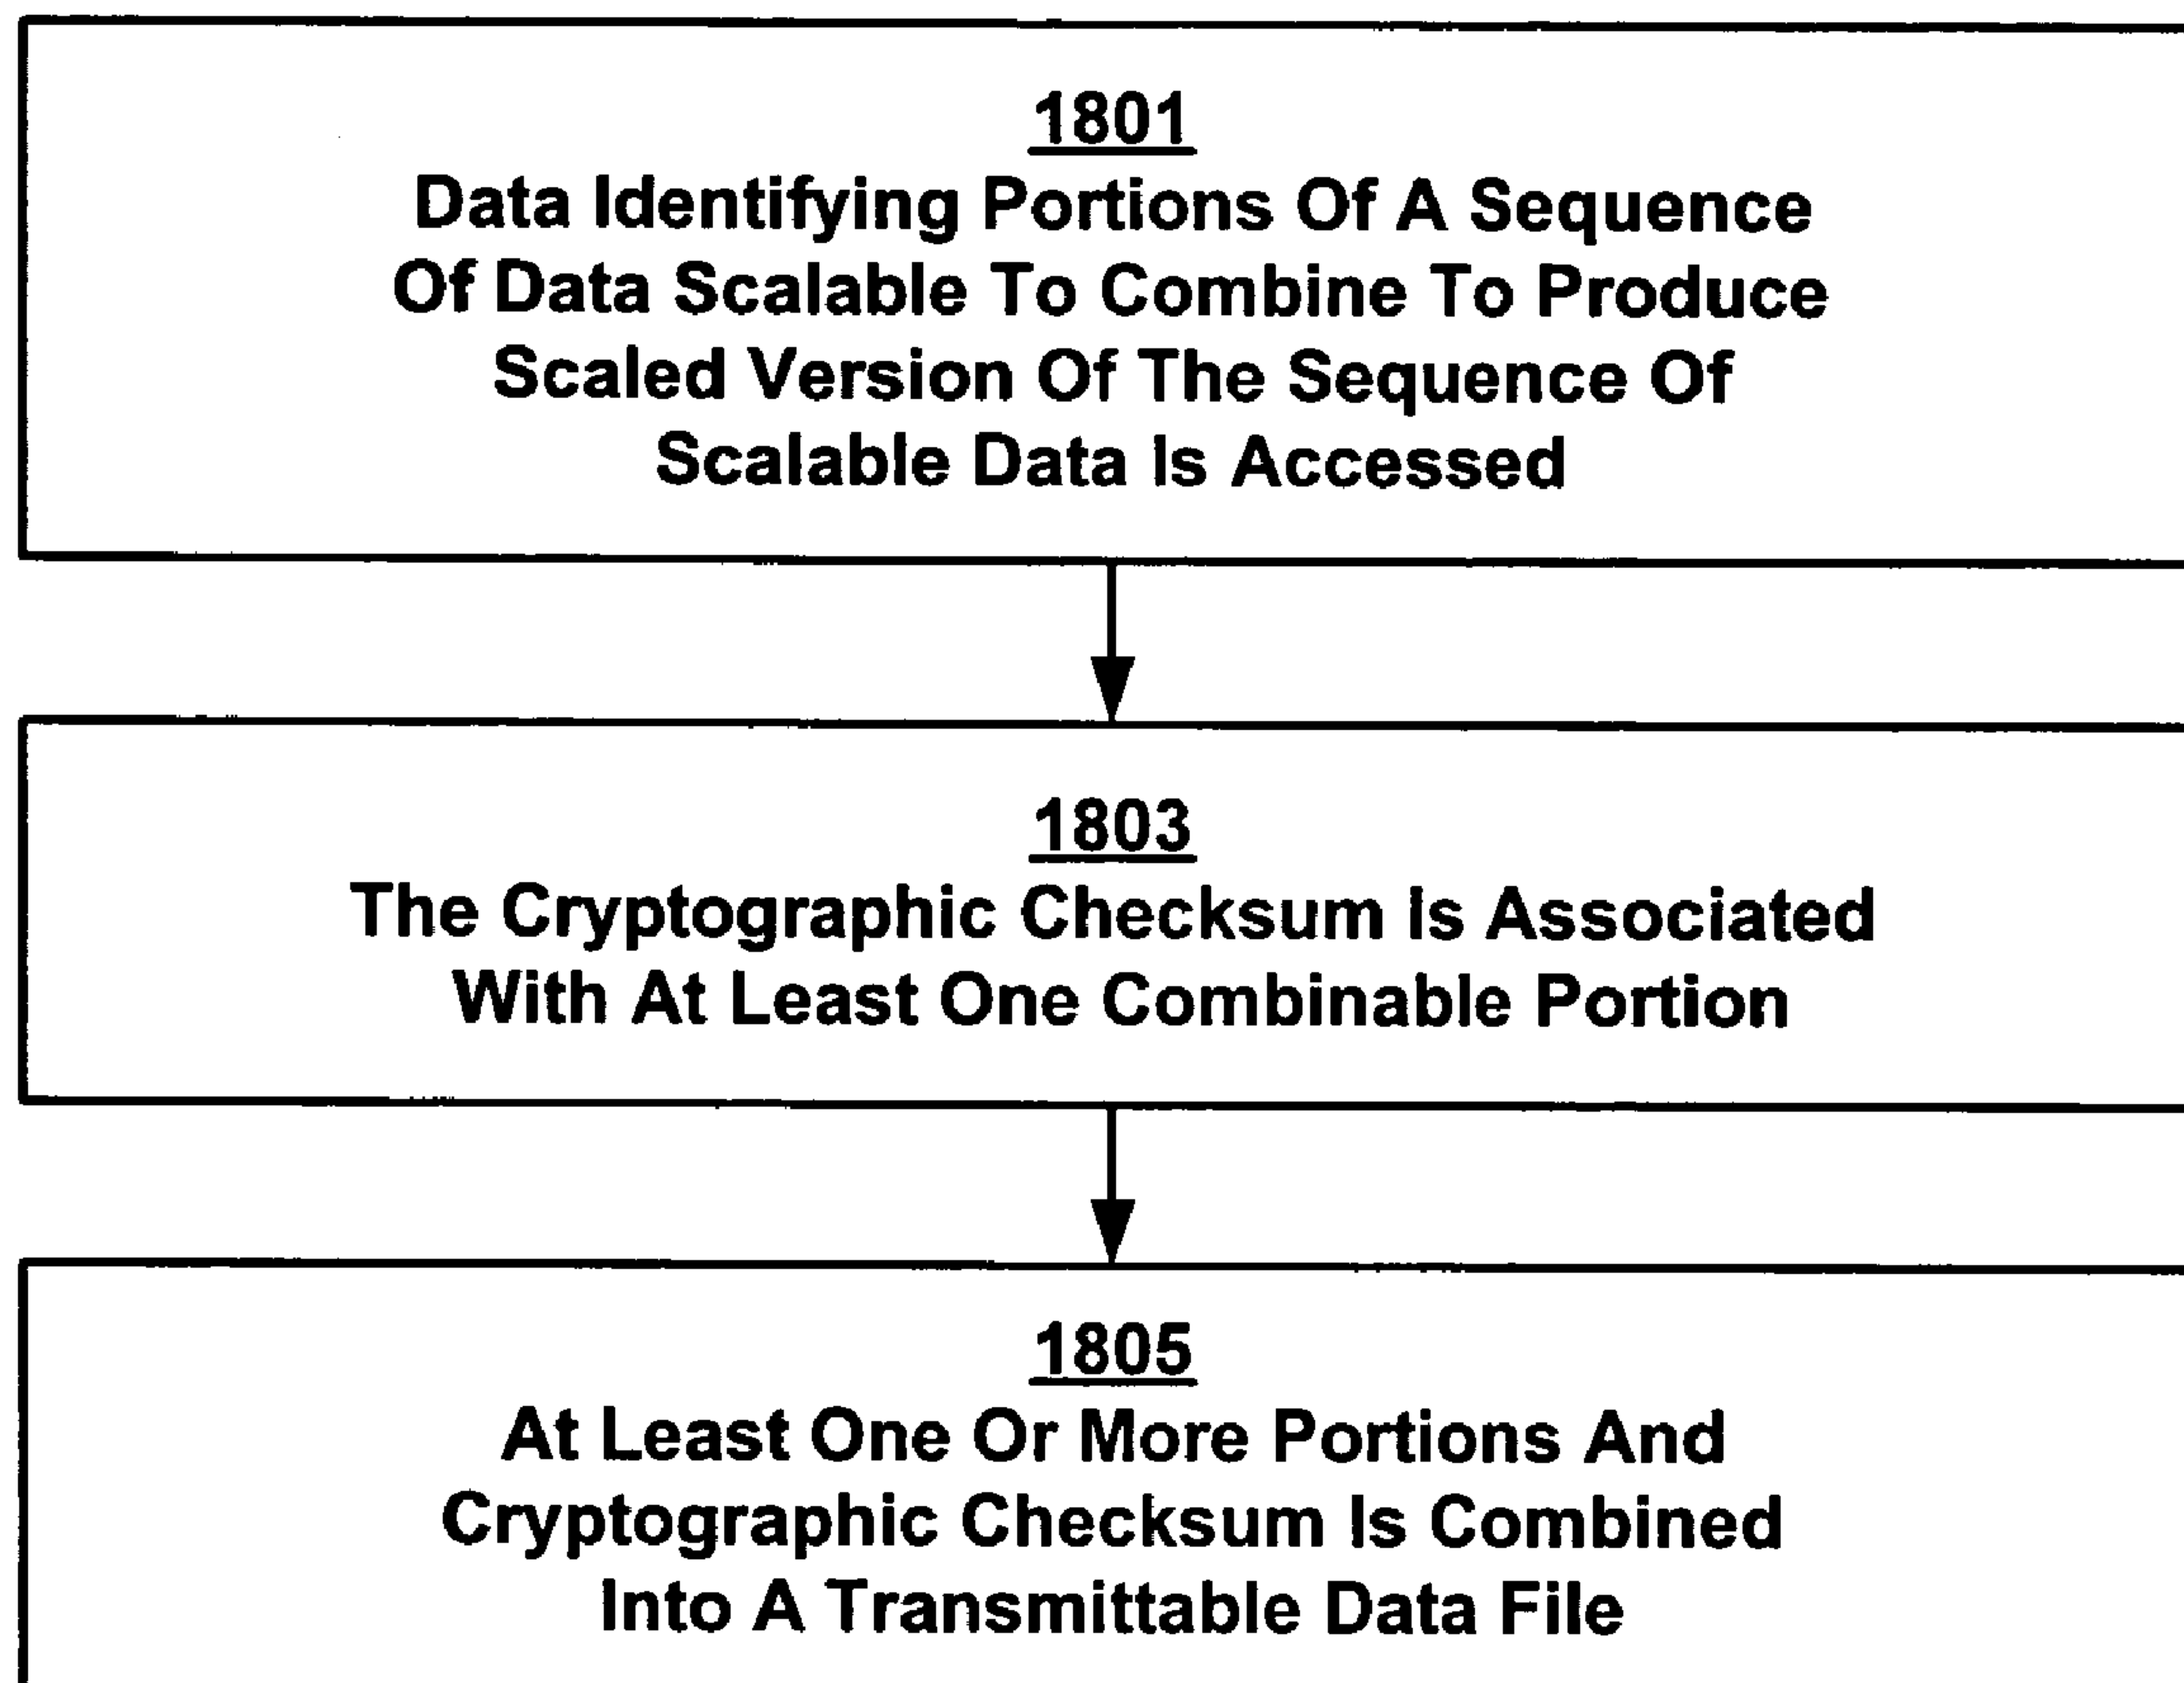 1801
Data Identifying Portions Of A Sequence
Of Data Scalable To Combine To Produce
Scaled Version Of The Sequence Of
Scalable Data Is Accessed
1803
The Cryptographic Checksum Is Associated
With At Least One Combinable Portion
1805
At Least One Or More Portions And
Cryptographic Checksum Is Combined
Into A Transmittable Data File